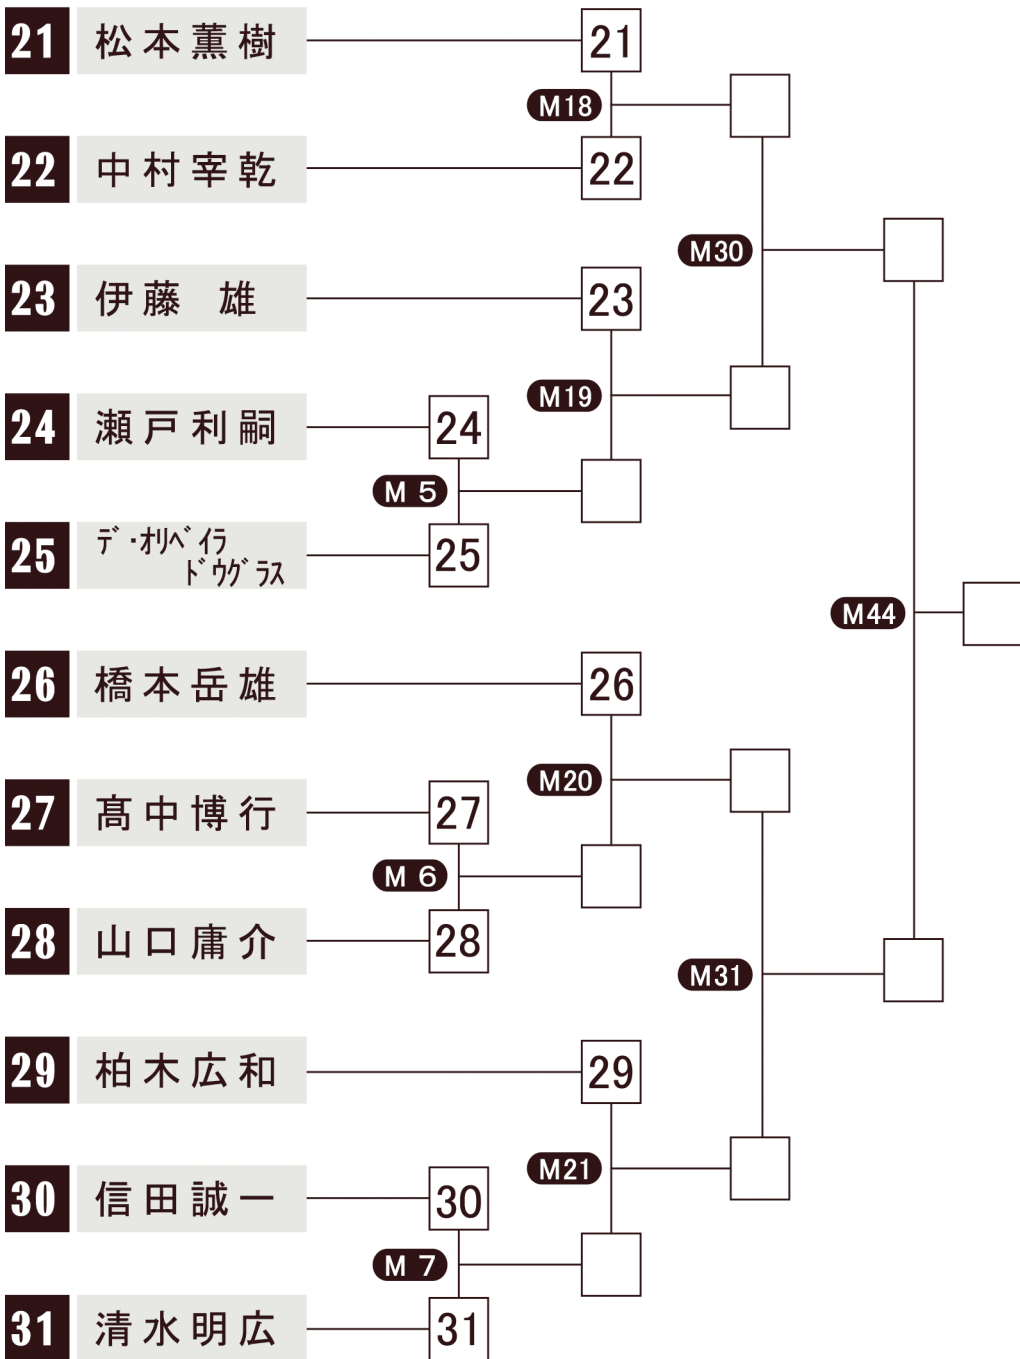 21 松本薫樹 21
M18
22 中村宰乾 22
M30
23 伊藤　雄 23
M19
24 瀬戸利嗣 24
M 5
25 デ・オリベイラ
ドウグラス 25
M44
26 橋本岳雄 26
M20
27 髙中博行 27
M 6
28 山口庸介 28
M31
29 柏木広和 29
M21
30 信田誠一 30
M 7
31 清水明広 31